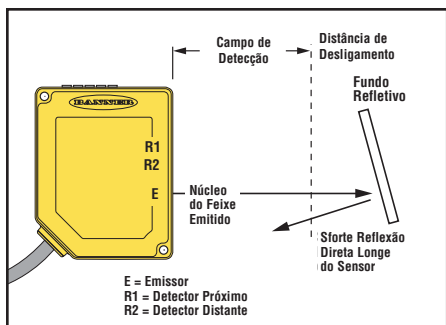 Campo de
Detecção
Distância de
Desligamento
Fundo
Refletivo
BANNER
R1
R2
E
Núcleo
do Feixe
Emitido
Sforte Reflexão
Direta Longe
do Sensor
E = Emissor
R1 = Detector Próximo
R2 = Detector Distante